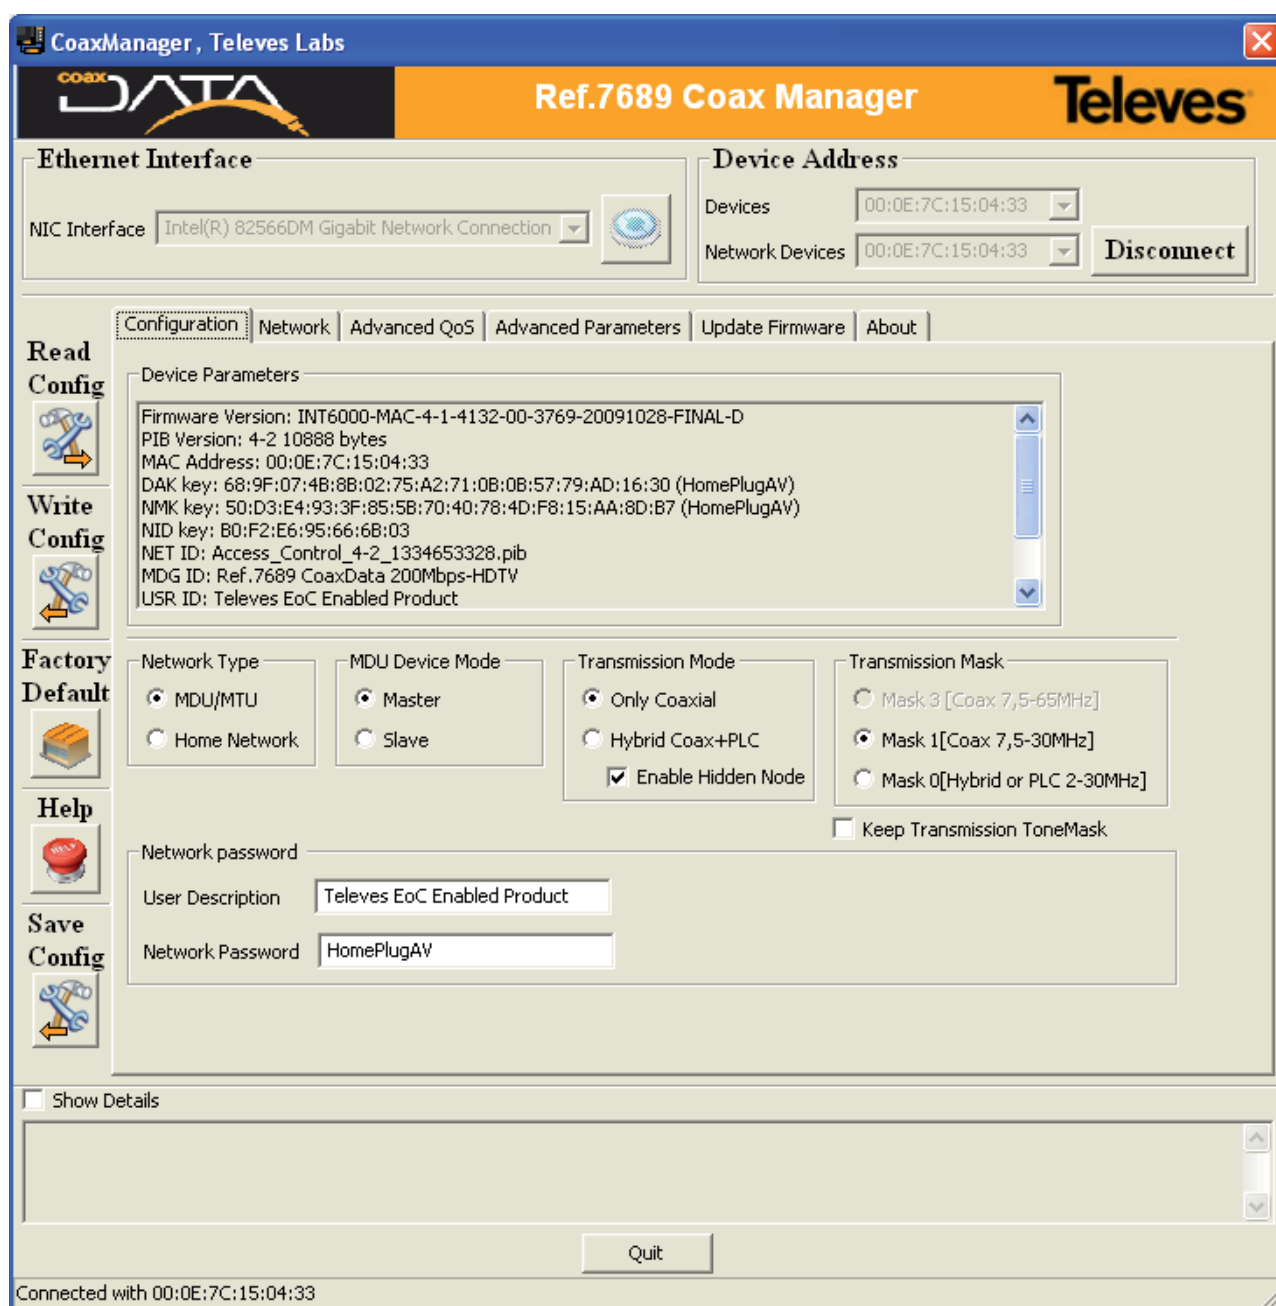 CoaxManager , Televes Labs
coax DATA
Ref.7689 Coax Manager
Televes
Ethernet Interface
NIC Interface
Intel(R) 82566DM Gigabit Network Connection
Device Address
Devices
00:0E:7C:15:04:33
Network Devices
00:0E:7C:15:04:33
Disconnect
Read
Config
Write
Config
Factory
Default
Help
HELP
Save
Config
Configuration
Network
Advanced QoS
Advanced Parameters
Update Firmware
About
Device Parameters
Firmware Version: INT6000-MAC-4-1-4132-00-3769-20091028-FINAL-D
PIB Version: 4-2 10888 bytes
MAC Address: 00:0E:7C:15:04:33
DAK key: 68:9F:07:4B:8B:02:75:A2:71:0B:0B:57:79:AD:16:30 (HomePlugAV)
NMK key: 50:D3:E4:93:3F:85:5B:70:40:78:4D:F8:15:AA:8D:B7 (HomePlugAV)
NID key: B0:F2:E6:95:66:6B:03
NET ID: Access_Control_4-2_1334653328.pib
MDG ID: Ref.7689 CoaxData 200Mbps-HDTV
USR ID: Televes EoC Enabled Product
Network Type
MDU/MTU
Home Network
MDU Device Mode
Master
Slave
Transmission Mode
Only Coaxial
Hybrid Coax+PLC
Enable Hidden Node
Transmission Mask
Mask 3 [Coax 7,5-65MHz]
Mask 1[Coax 7,5-30MHz]
Mask 0[Hybrid or PLC 2-30MHz]
Keep Transmission ToneMask
Network password
User Description
Televes EoC Enabled Product
Network Password
HomePlugAV
Show Details
Quit
Connected with 00:0E:7C:15:04:33